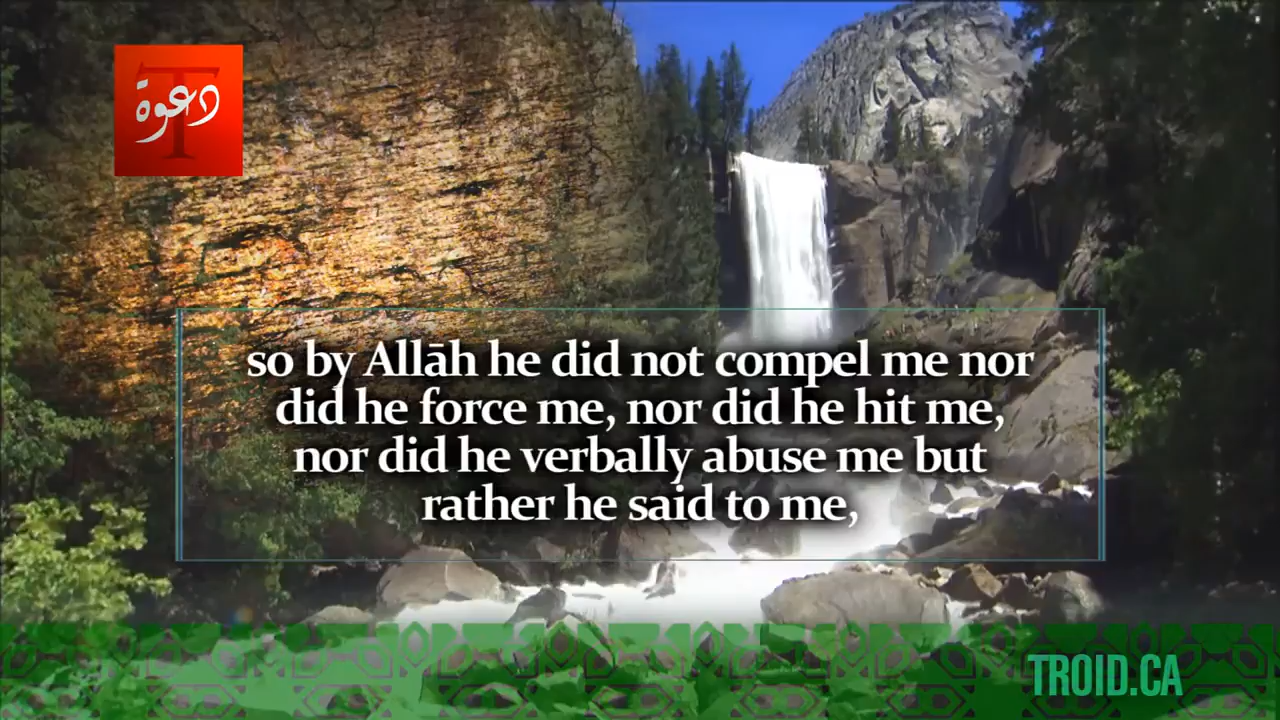 T
دعوة
so by Allāh he did not compel me nor
did he force me, nor did he hit me,
nor did he verbally abuse me but
rather he said to me,
TROID.CA